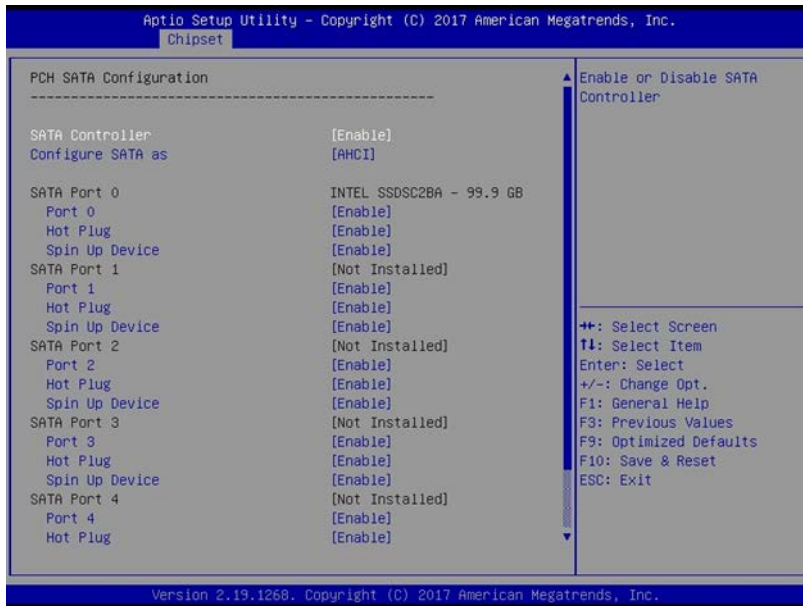 Aptio Setup Utility - Copyright (C) 2017 American Megatrends, Inc.
Chipset
PCH SATA Configuration
--------------------------------------------------
SATA Controller [Enable]
Configure SATA as [AHCI]
SATA Port 0 INTEL SSDSC2BA - 99.9 GB
Port 0 [Enable]
Hot Plug [Enable]
Spin Up Device [Enable]
SATA Port 1 [Not Installed]
Port 1 [Enable]
Hot Plug [Enable]
Spin Up Device [Enable]
SATA Port 2 [Not Installed]
Port 2 [Enable]
Hot Plug [Enable]
Spin Up Device [Enable]
SATA Port 3 [Not Installed]
Port 3 [Enable]
Hot Plug [Enable]
Spin Up Device [Enable]
SATA Port 4 [Not Installed]
Port 4 [Enable]
Hot Plug [Enable]
Enable or Disable SATA
Controller
→←: Select Screen
↑↓: Select Item
Enter: Select
+/-: Change Opt.
F1: General Help
F3: Previous Values
F9: Optimized Defaults
F10: Save & Reset
ESC: Exit
Version 2.19.1268. Copyright (C) 2017 American Megatrends, Inc.